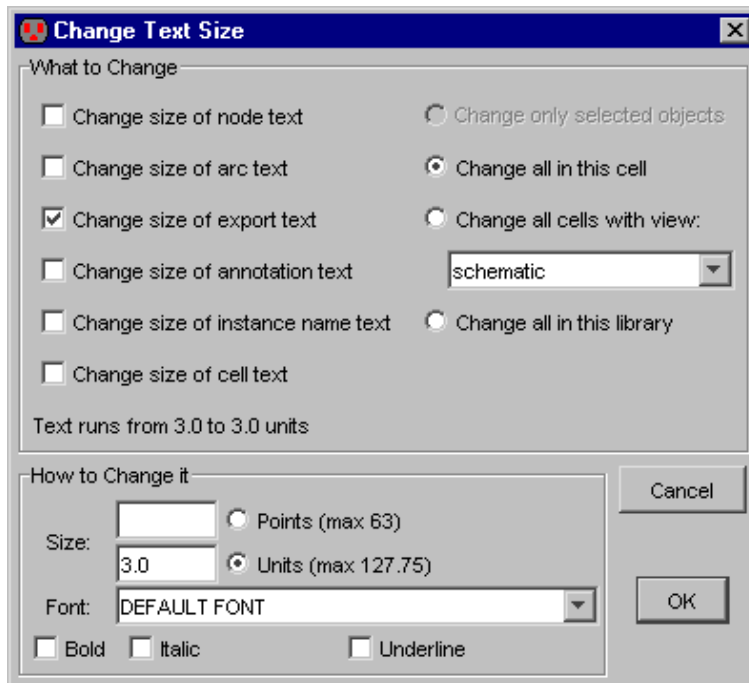 Change Text Size
What to Change
Change size of node text
Change only selected objects
Change size of arc text
Change all in this cell
Change size of export text
Change all cells with view:
Change size of annotation text
schematic
Change size of instance name text
Change all in this library
Change size of cell text
Text runs from 3.0 to 3.0 units
How to Change it
Cancel
Size:
Points (max 63)
3.0
Units (max 127.75)
Font:
DEFAULT FONT
OK
Bold
Italic
Underline